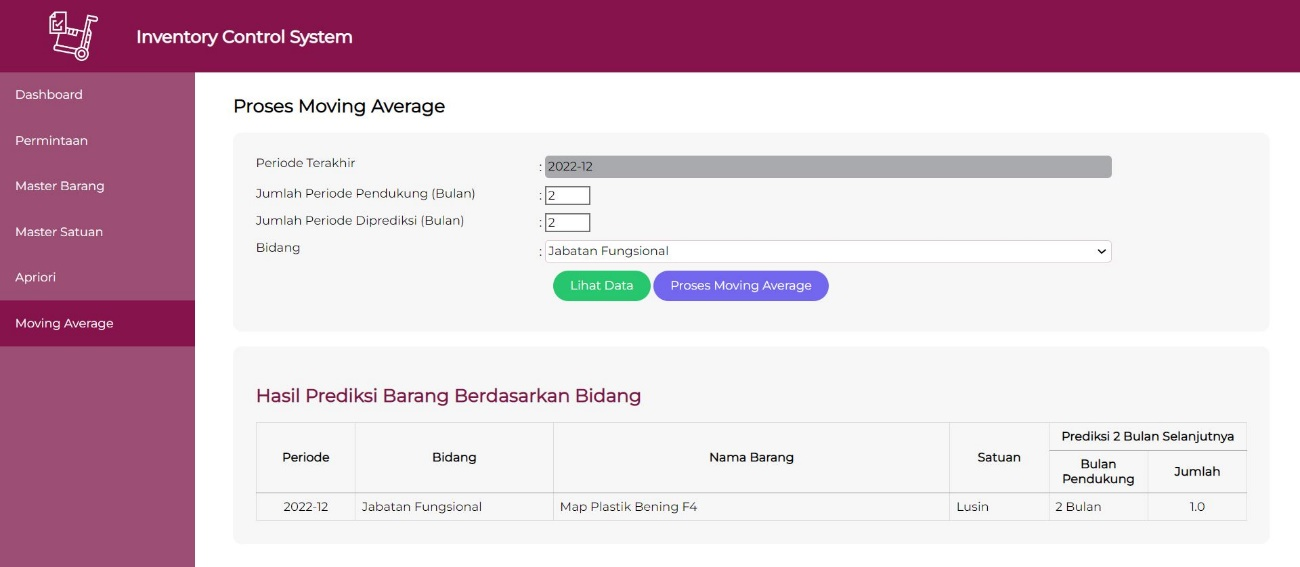 Inventory Control System
Dashboard
Permintaan
Master Barang
Master Satuan
Apriori
Moving Average
Proses Moving Average
Periode Terakhir : 2022-12
Jumlah Periode Pendukung (Bulan) : 2
Jumlah Periode Diprediksi (Bulan) : 2
Bidang : Jabatan Fungsional
Lihat Data Proses Moving Average
Hasil Prediksi Barang Berdasarkan Bidang
Periode Bidang Nama Barang Satuan Prediksi 2 Bulan Selanjutnya
Bulan
Pendukung Jumlah
2022-12 Jabatan Fungsional Map Plastik Bening F4 Lusin 2 Bulan 1.0